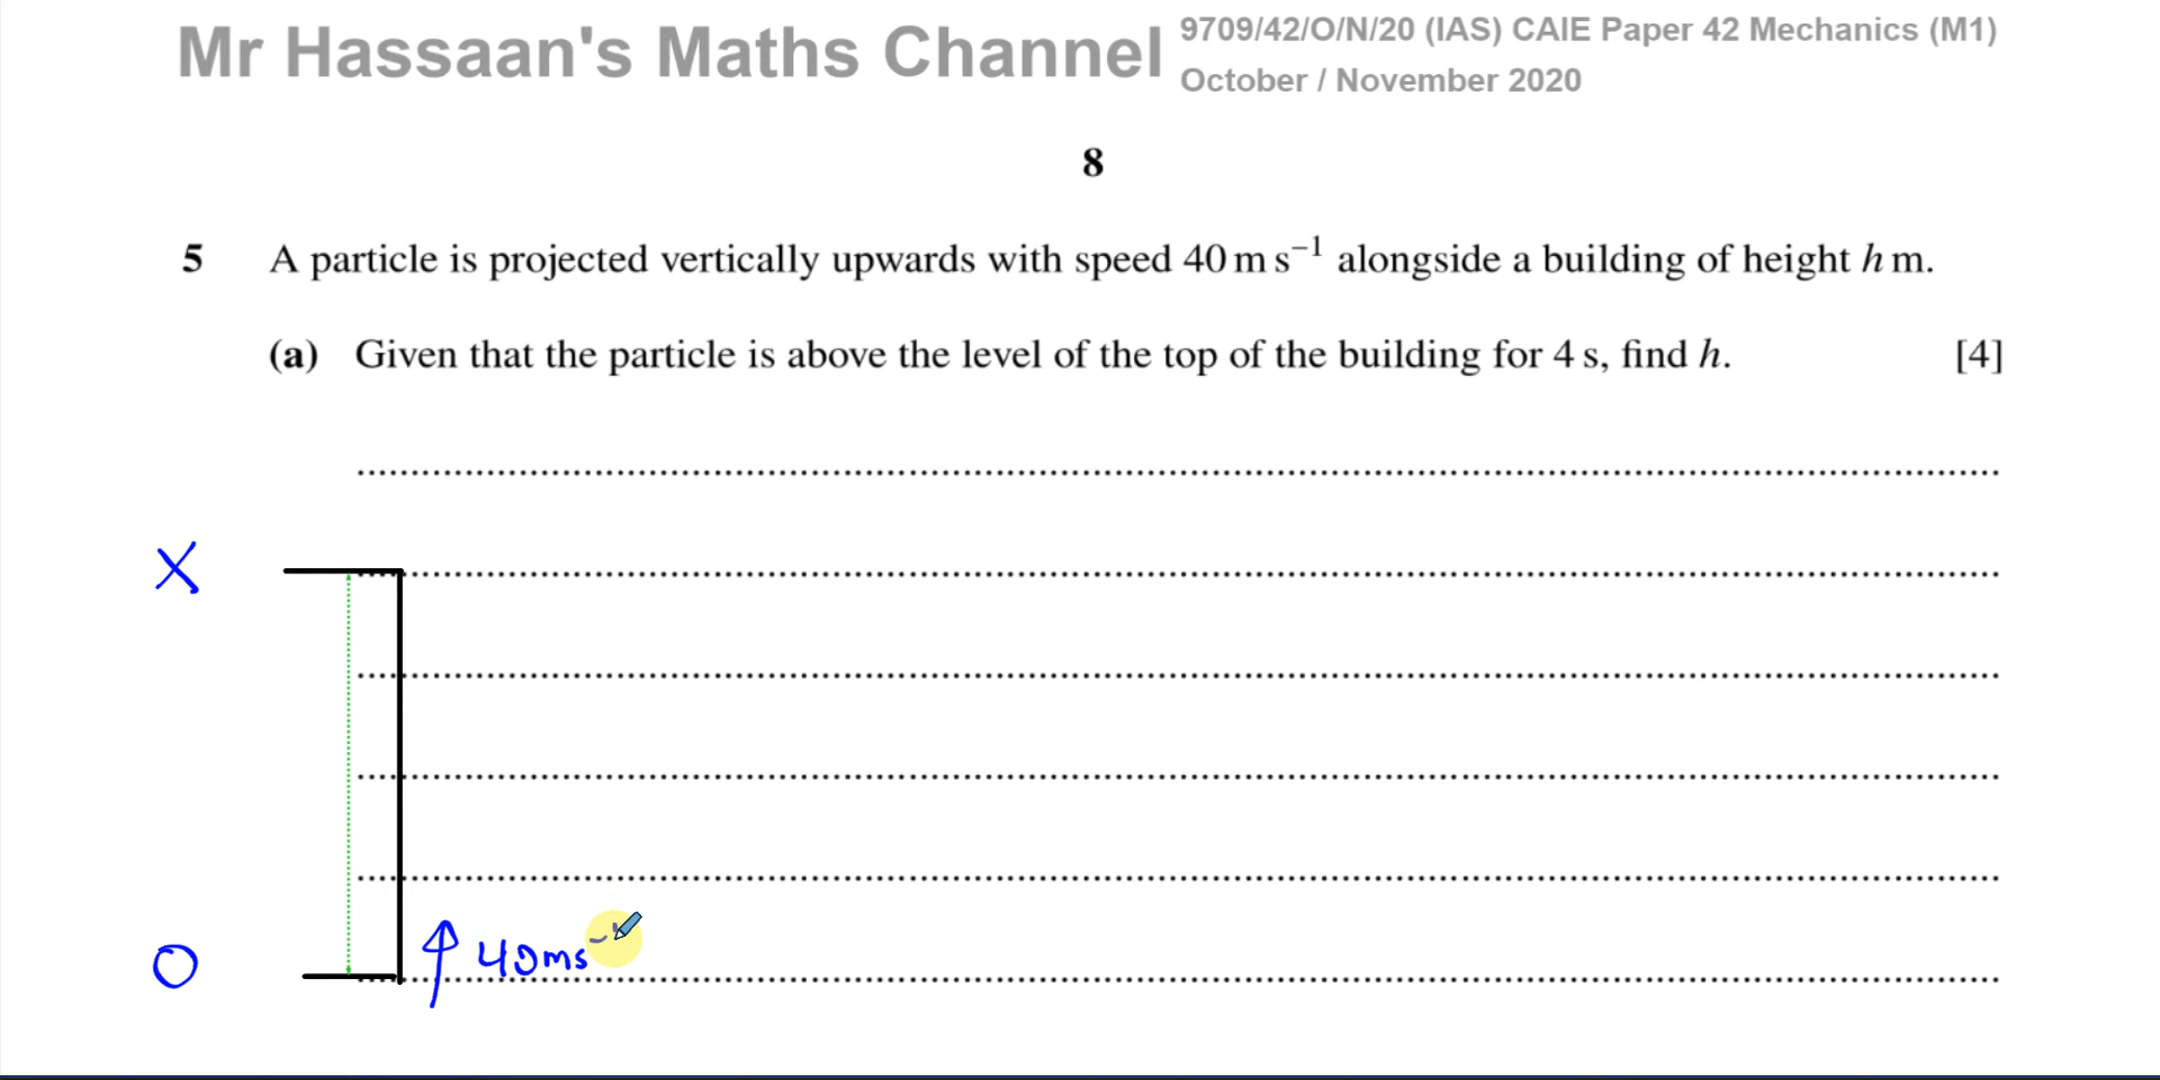 Mr Hassaan's Maths Channel
9709/42/O/N/20 (IAS) CAIE Paper 42 Mechanics (M1)
October / November 2020
8
5 A particle is projected vertically upwards with speed 40 m s⁻¹ alongside a building of height h m.
(a) Given that the particle is above the level of the top of the building for 4 s, find h. [4]
X
O
40ms⁻¹